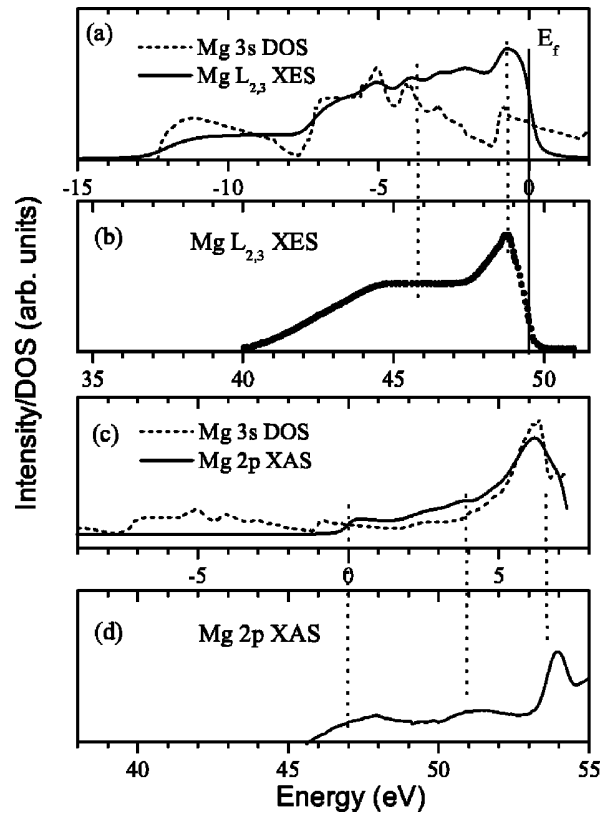 (a)
Mg 3s DOS
Mg L2,3 XES
Ef
-15 -10 -5 0
(b)
Mg L2,3 XES
35 40 45 50
Intensity/DOS (arb. units)
(c)
Mg 3s DOS
Mg 2p XAS
-5 0 5
(d)
Mg 2p XAS
40 45 50 55
Energy (eV)